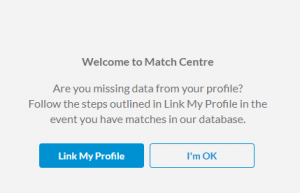 Welcome to Match Centre
Are you missing data from your profile?
Follow the steps outlined in Link My Profile in the
event you have matches in our database.
Link My Profile
I'm OK